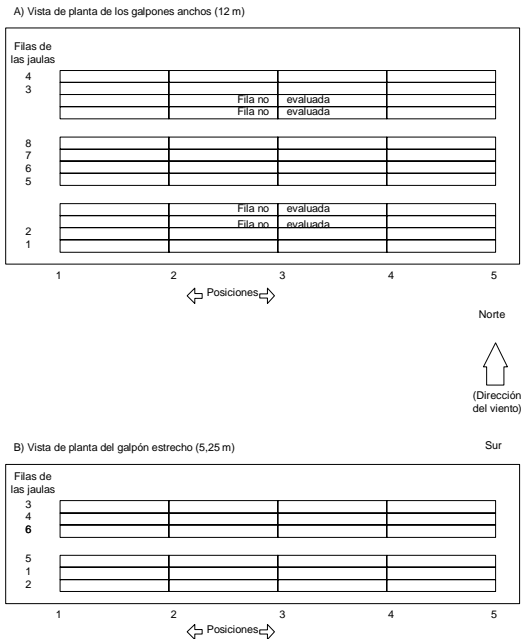 A) Vista de planta de los galpones anchos (12 m)
Filas de
las jaulas
4
3
Fila no evaluada
Fila no evaluada
8
7
6
5
Fila no evaluada
Fila no evaluada
2
1
1 2 3 4 5
Posiciones
Norte
(Dirección
del viento)
Sur
B) Vista de planta del galpón estrecho (5,25 m)
Filas de
las jaulas
3
4
6
5
1
2
1 2 3 4 5
Posiciones